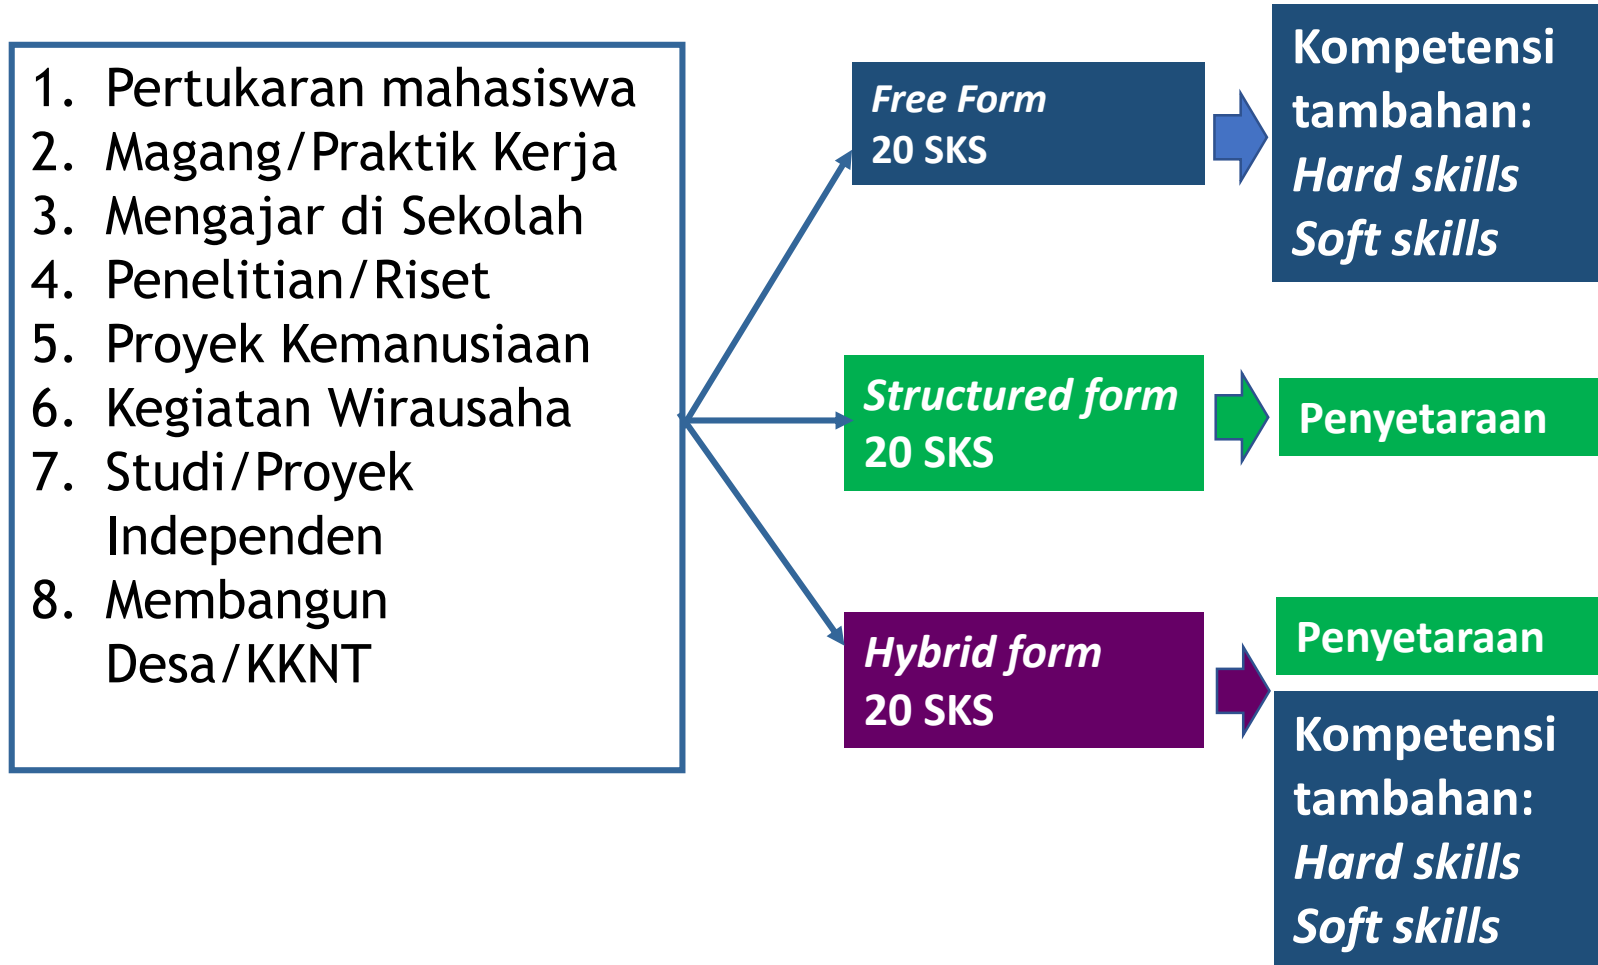 1. Pertukaran mahasiswa
2. Magang/Praktik Kerja
3. Mengajar di Sekolah
4. Penelitian/Riset
5. Proyek Kemanusiaan
6. Kegiatan Wirausaha
7. Studi/Proyek
Independen
8. Membangun
Desa/KKNT
Free Form
20 SKS
Kompetensi
tambahan:
Hard skills
Soft skills
Structured form
20 SKS
Penyetaraan
Hybrid form
20 SKS
Penyetaraan
Kompetensi
tambahan:
Hard skills
Soft skills